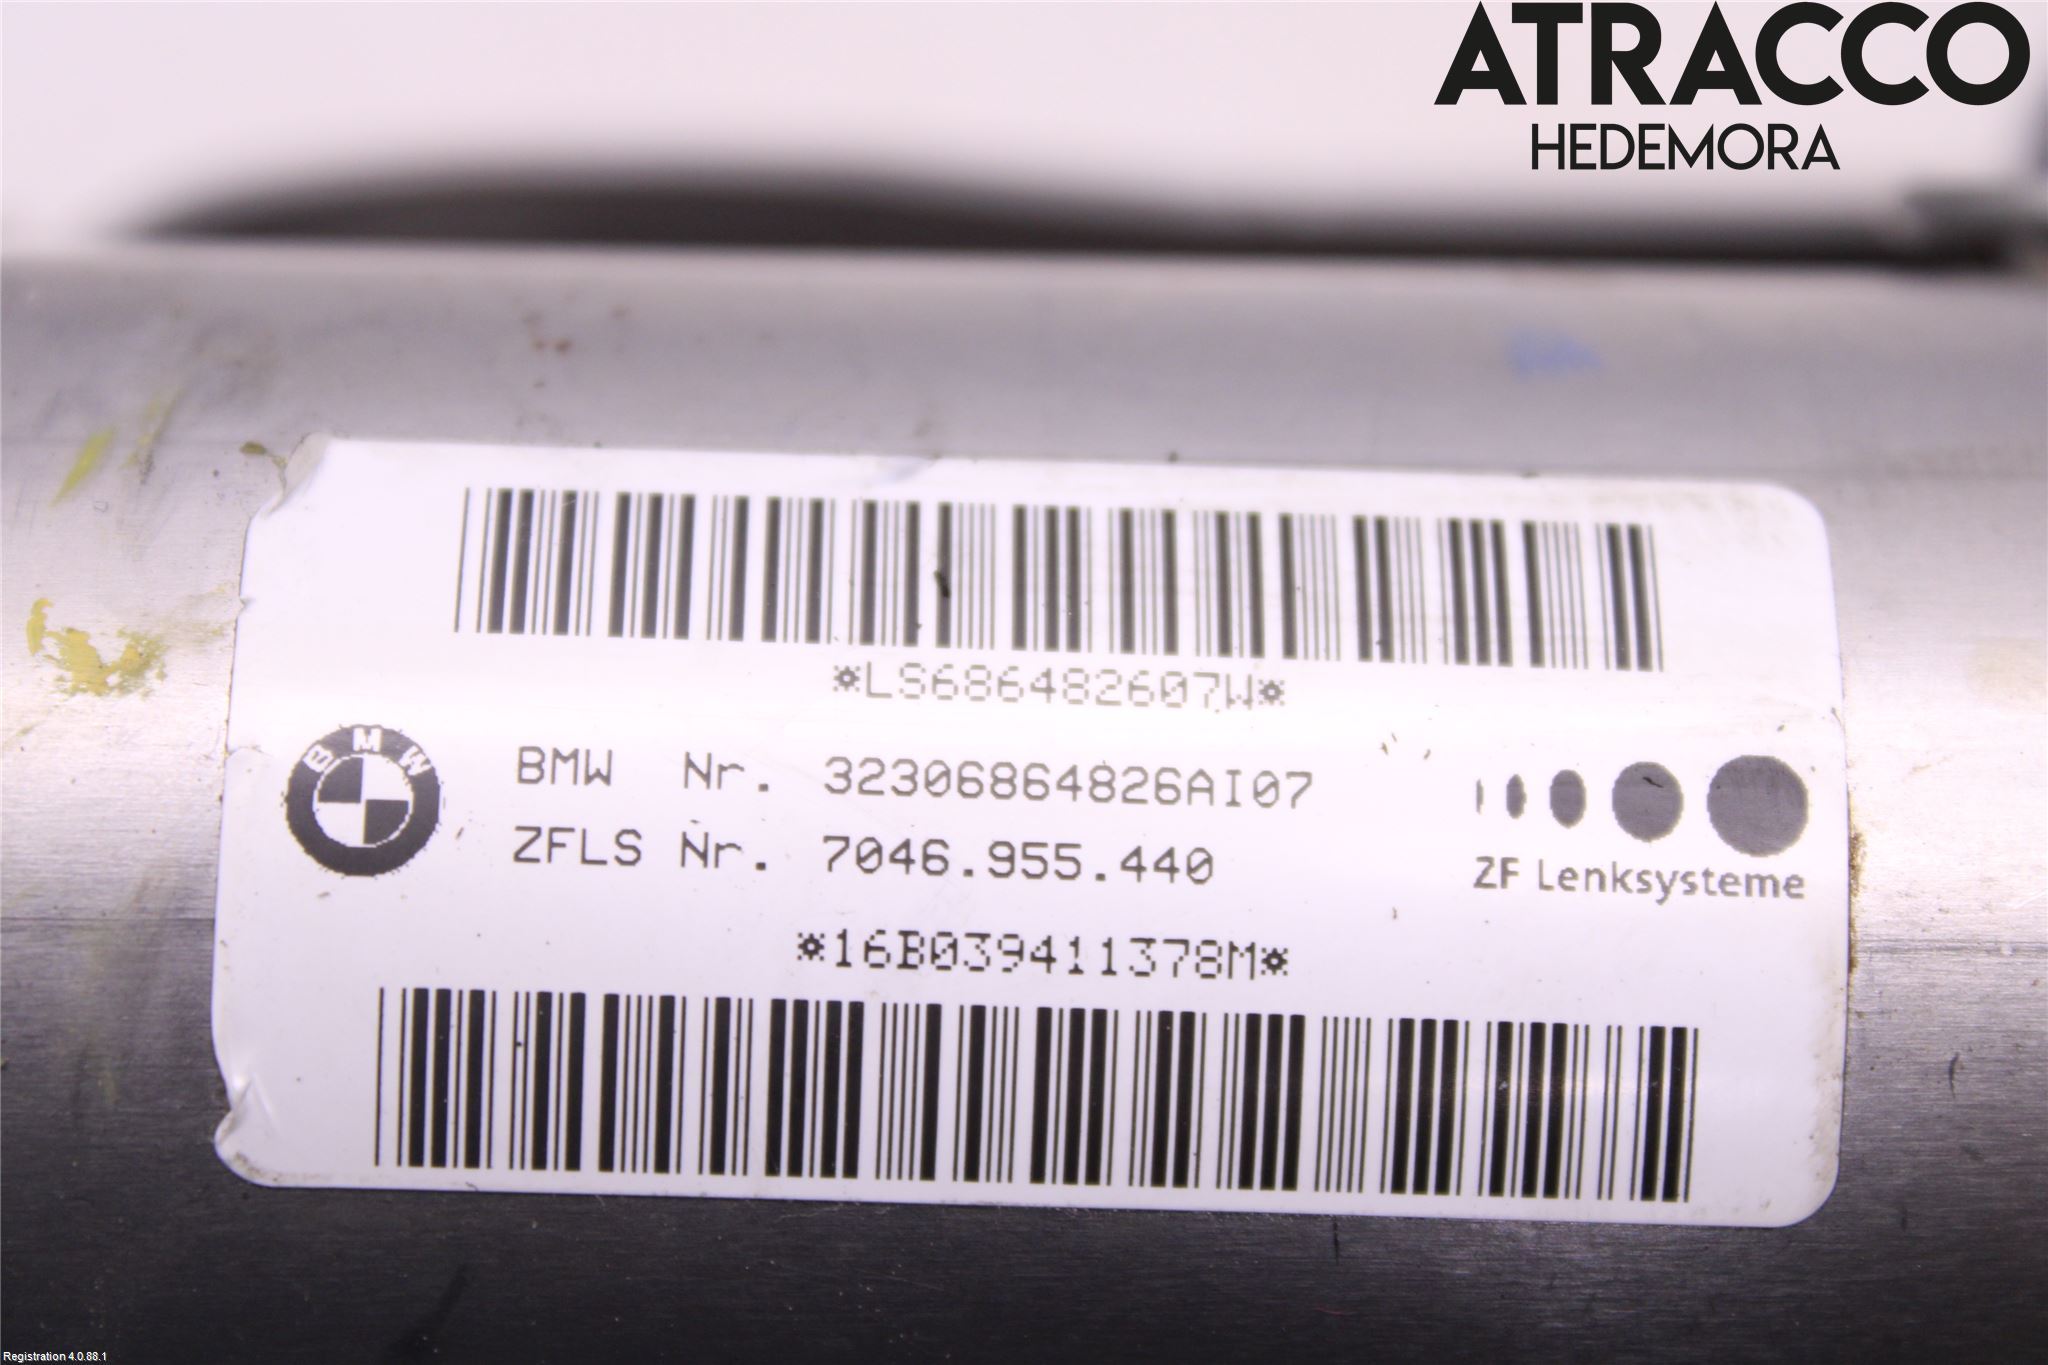 ATRACCO
HEDEMORA
*LS686482607W*
BMW
BMW Nr. 32306864826AI07
ZFLS Nr. 7046.955.440
ZF Lenksysteme
*16B039411378M*
Registration 4.0.88.1